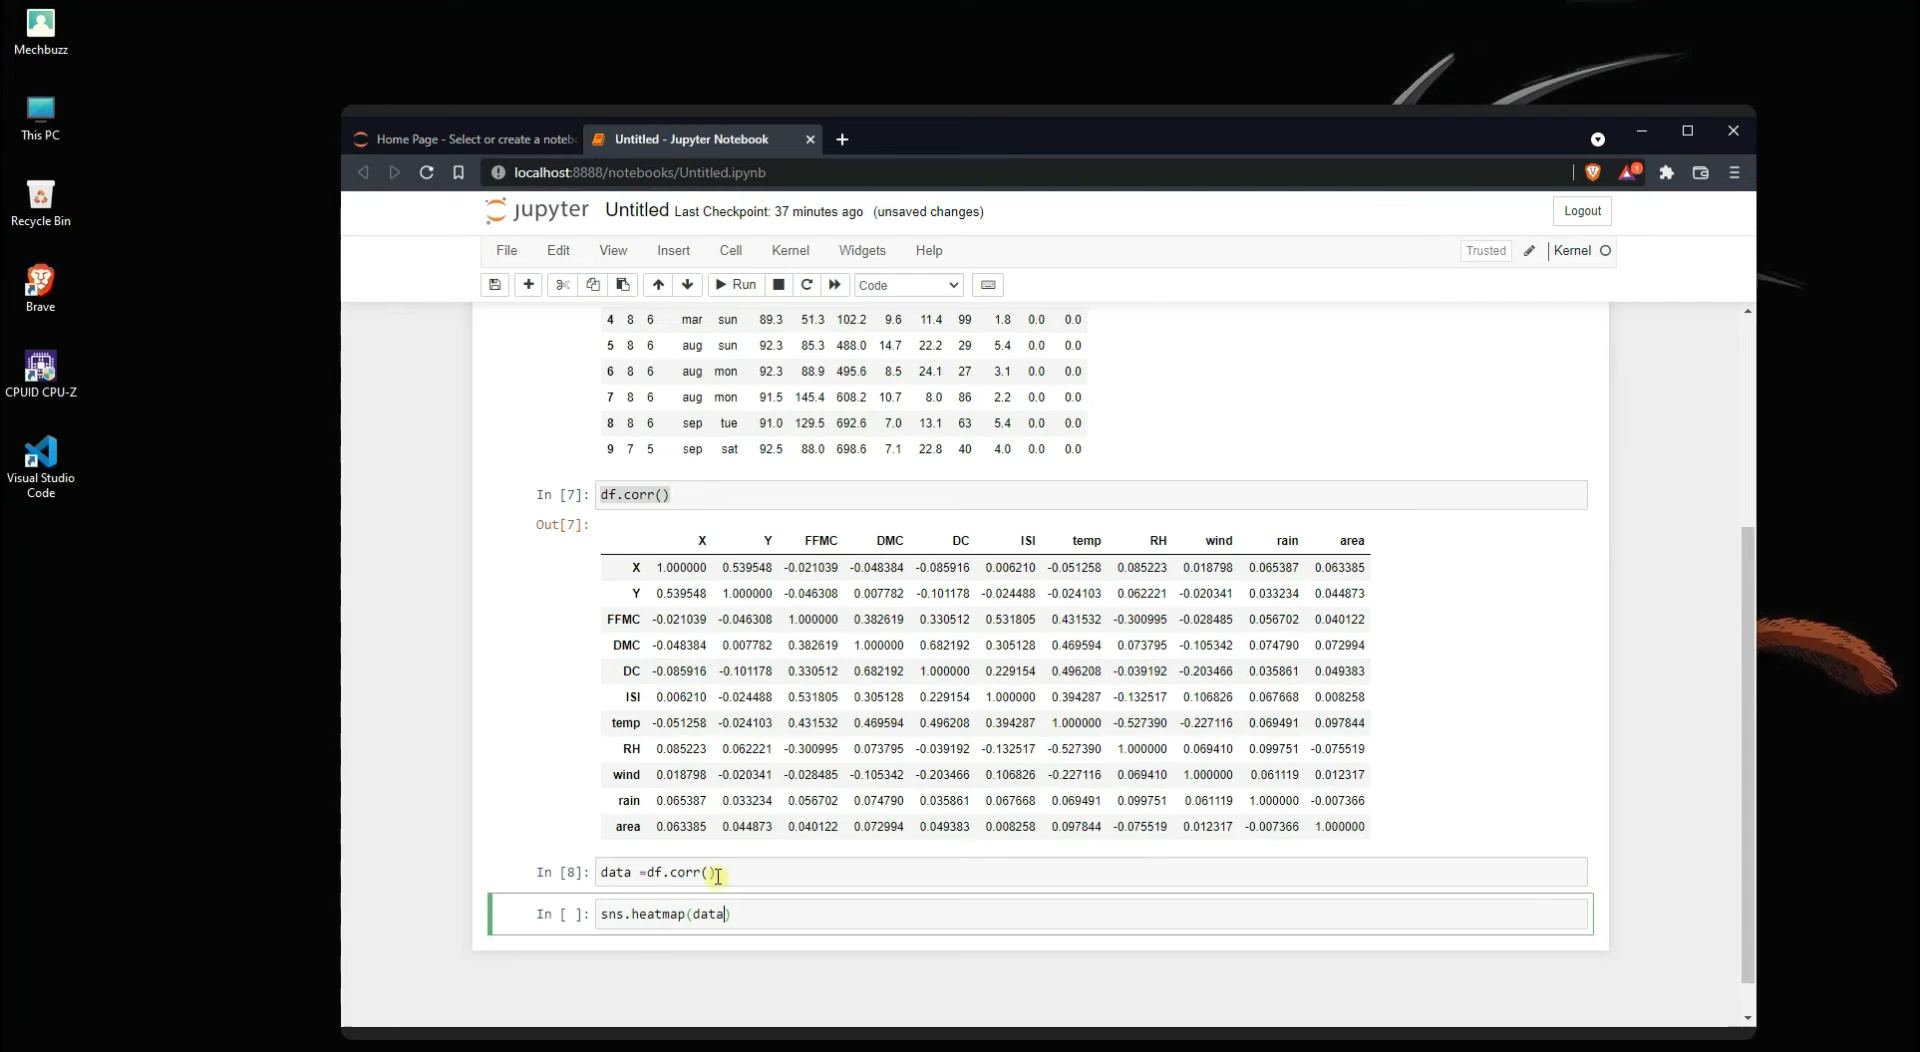 Mechbuzz
This PC
Recycle Bin
Brave
CPUID CPU-Z
Visual Studio
Code
Home Page - Select or create a noteb
Untitled - Jupyter Notebook
localhost:8888/notebooks/Untitled.ipynb
1
jupyter Untitled Last Checkpoint: 37 minutes ago (unsaved changes)
Logout
File Edit View Insert Cell Kernel Widgets Help
Trusted Kernel
Run Code
4 8 6 mar sun 89.3 51.3 102.2 9.6 11.4 99 1.8 0.0 0.0
5 8 6 aug sun 92.3 85.3 488.0 14.7 22.2 29 5.4 0.0 0.0
6 8 6 aug mon 92.3 88.9 495.6 8.5 24.1 27 3.1 0.0 0.0
7 8 6 aug mon 91.5 145.4 608.2 10.7 8.0 86 2.2 0.0 0.0
8 8 6 sep tue 91.0 129.5 692.6 7.0 13.1 63 5.4 0.0 0.0
9 7 5 sep sat 92.5 88.0 698.6 7.1 22.8 40 4.0 0.0 0.0
In [7]: df.corr()
Out[7]:
X Y FFMC DMC DC ISI temp RH wind rain area
X 1.000000 0.539548 -0.021039 -0.048384 -0.085916 0.006210 -0.051258 0.085223 0.018798 0.065387 0.063385
Y 0.539548 1.000000 -0.046308 0.007782 -0.101178 -0.024488 -0.024103 0.062221 -0.020341 0.033234 0.044873
FFMC -0.021039 -0.046308 1.000000 0.382619 0.330512 0.531805 0.431532 -0.300995 -0.028485 0.056702 0.040122
DMC -0.048384 0.007782 0.382619 1.000000 0.682192 0.305128 0.469594 0.073795 -0.105342 0.074790 0.072994
DC -0.085916 -0.101178 0.330512 0.682192 1.000000 0.229154 0.496208 -0.039192 -0.203466 0.035861 0.049383
ISI 0.006210 -0.024488 0.531805 0.305128 0.229154 1.000000 0.394287 -0.132517 0.106826 0.067668 0.008258
temp -0.051258 -0.024103 0.431532 0.469594 0.496208 0.394287 1.000000 -0.527390 -0.227116 0.069491 0.097844
RH 0.085223 0.062221 -0.300995 0.073795 -0.039192 -0.132517 -0.527390 1.000000 0.069410 0.099751 -0.075519
wind 0.018798 -0.020341 -0.028485 -0.105342 -0.203466 0.106826 -0.227116 0.069410 1.000000 0.061119 0.012317
rain 0.065387 0.033234 0.056702 0.074790 0.035861 0.067668 0.069491 0.099751 0.061119 1.000000 -0.007366
area 0.063385 0.044873 0.040122 0.072994 0.049383 0.008258 0.097844 -0.075519 0.012317 -0.007366 1.000000
In [8]: data =df.corr()
In [ ]: sns.heatmap(data)